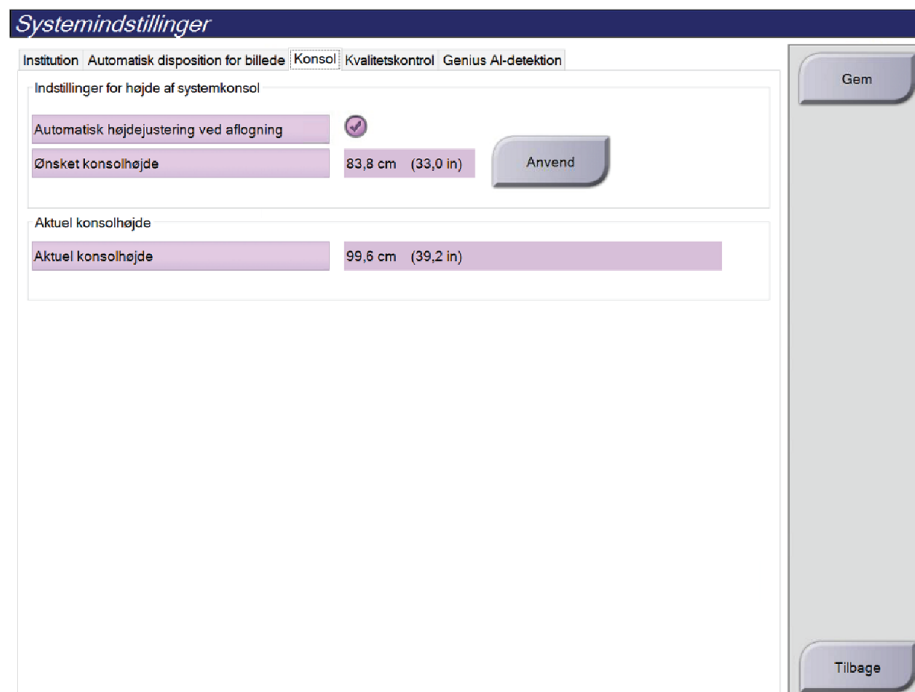 Systemindstillinger
Institution Automatisk disposition for billede Konsol Kvalitetskontrol Genius AI-detektion
Gem
Indstillinger for højde af systemkonsol
Automatisk højdejustering ved aflogning
Ønsket konsolhøjde 83,8 cm (33,0 in) Anvend
Aktuel konsolhøjde
Aktuel konsolhøjde 99,6 cm (39,2 in)
Tilbage